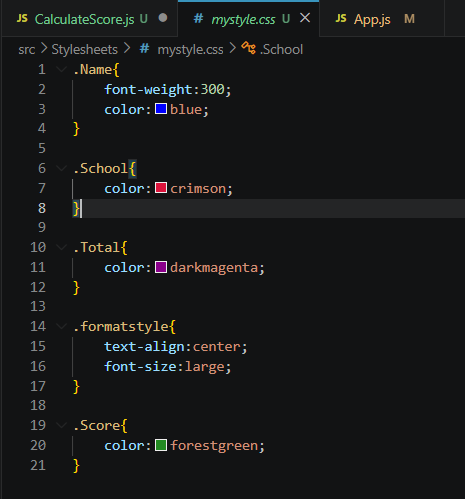 JS CalculateScore.js U
# mystyle.css U
JS App.js M
src > Stylesheets > # mystyle.css > .School
1 .Name{
2 font-weight:300;
3 color:blue;
4 }
5
6 .School{
7 color:crimson;
8 }
9
10 .Total{
11 color:darkmagenta;
12 }
13
14 .formatstyle{
15 text-align:center;
16 font-size:large;
17 }
18
19 .Score{
20 color:forestgreen;
21 }